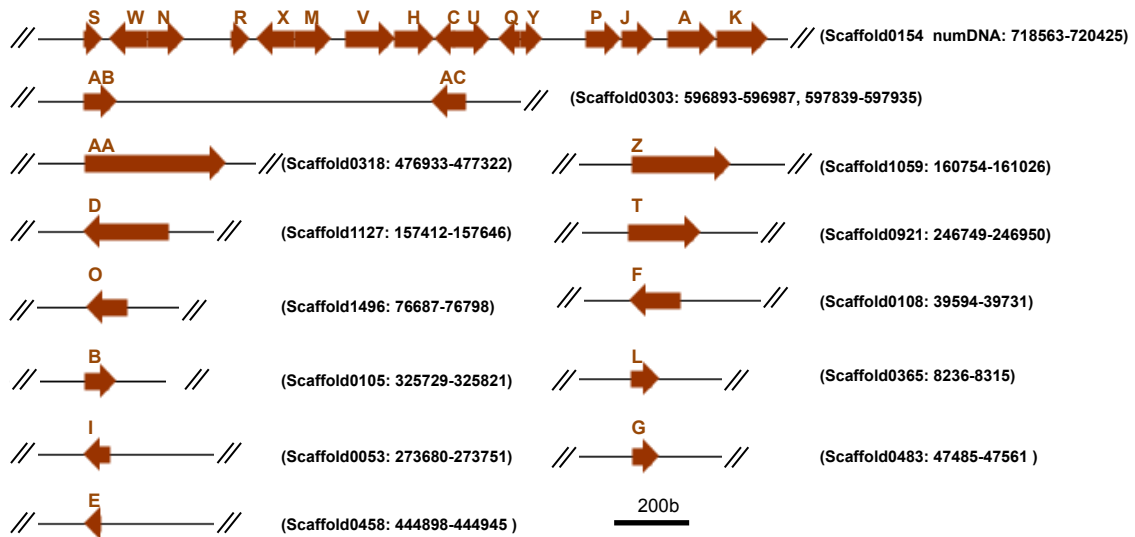 S W N R X M V H C U Q Y P J A K
(Scaffold0154 numDNA: 718563-720425)
AB AC
(Scaffold0303: 596893-596987, 597839-597935)
AA
(Scaffold0318: 476933-477322)
Z
(Scaffold1059: 160754-161026)
D
(Scaffold1127: 157412-157646)
T
(Scaffold0921: 246749-246950)
O
(Scaffold1496: 76687-76798)
F
(Scaffold0108: 39594-39731)
B
(Scaffold0105: 325729-325821)
L
(Scaffold0365: 8236-8315)
I
(Scaffold0053: 273680-273751)
G
(Scaffold0483: 47485-47561 )
E
(Scaffold0458: 444898-444945 )
200b